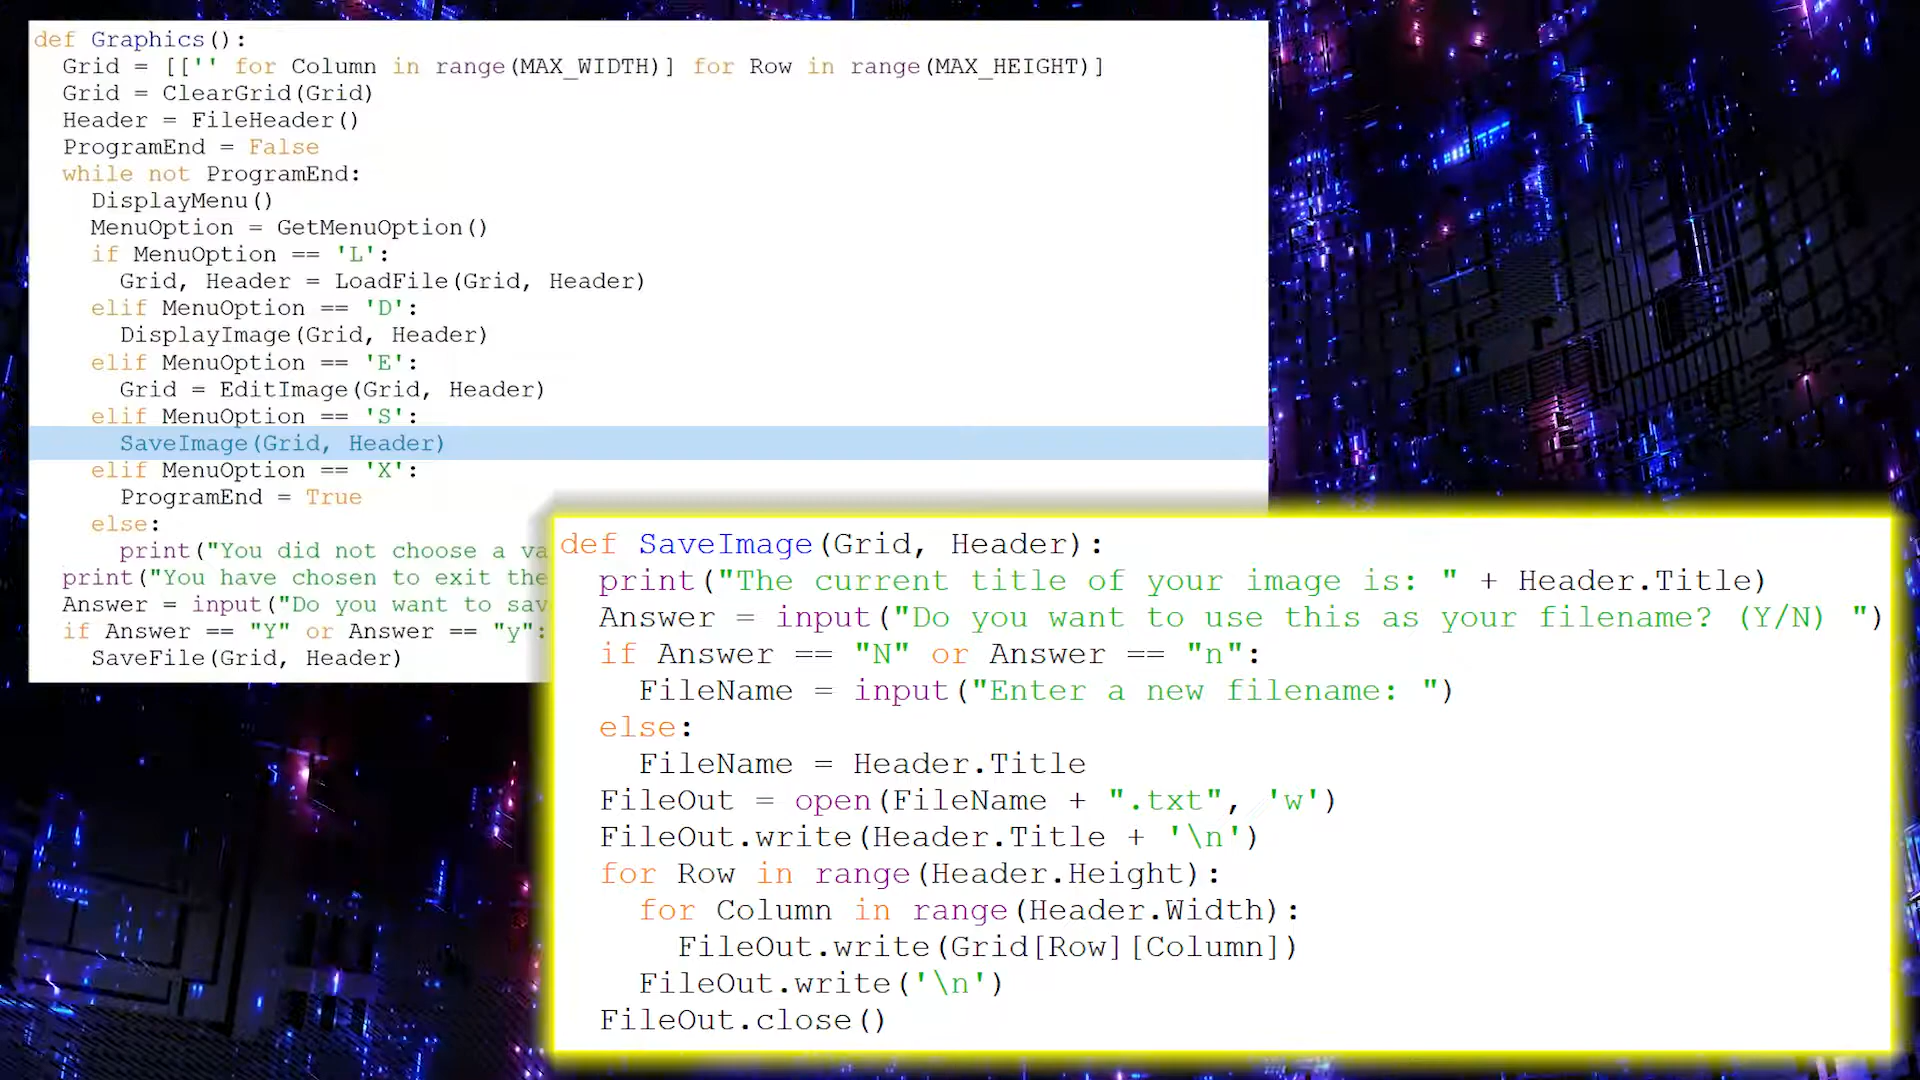 def Graphics():
  Grid = [['' for Column in range(MAX_WIDTH)] for Row in range(MAX_HEIGHT)]
  Grid = ClearGrid(Grid)
  Header = FileHeader()
  ProgramEnd = False
  while not ProgramEnd:
    DisplayMenu()
    MenuOption = GetMenuOption()
    if MenuOption == 'L':
      Grid, Header = LoadFile(Grid, Header)
    elif MenuOption == 'D':
      DisplayImage(Grid, Header)
    elif MenuOption == 'E':
      Grid = EditImage(Grid, Header)
    elif MenuOption == 'S':
      SaveImage(Grid, Header)
    elif MenuOption == 'X':
      ProgramEnd = True
    else:
      print("You did not choose a va
  print("You have chosen to exit the
  Answer = input("Do you want to sav
  if Answer == "Y" or Answer == "y":
    SaveFile(Grid, Header)
def SaveImage(Grid, Header):
  print("The current title of your image is: " + Header.Title)
  Answer = input("Do you want to use this as your filename? (Y/N) ")
  if Answer == "N" or Answer == "n":
    FileName = input("Enter a new filename: ")
  else:
    FileName = Header.Title
  FileOut = open(FileName + ".txt", 'w')
  FileOut.write(Header.Title + '\n')
  for Row in range(Header.Height):
    for Column in range(Header.Width):
      FileOut.write(Grid[Row][Column])
    FileOut.write('\n')
  FileOut.close()